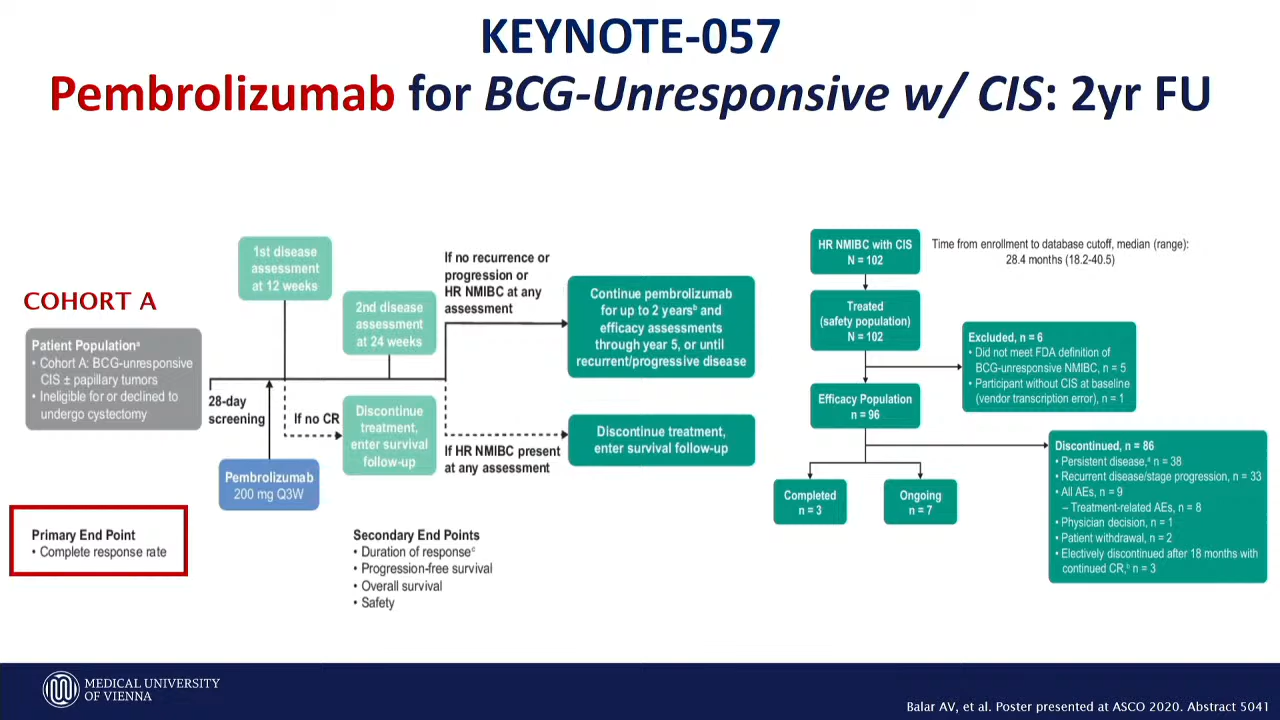 KEYNOTE-057
Pembrolizumab for BCG-Unresponsive w/ CIS: 2yr FU
COHORT A
Patient Populationᵃ
• Cohort A: BCG-unresponsive
CIS ± papillary tumors
• Ineligible for or declined to
undergo cystectomy
28-day
screening
Pembrolizumab
200 mg Q3W
1st disease
assessment
at 12 weeks
If no CR
Discontinue
treatment,
enter survival
follow-up
2nd disease
assessment
at 24 weeks
If no recurrence or
progression or
HR NMIBC at any
assessment
Continue pembrolizumab
for up to 2 yearsᵇ and
efficacy assessments
through year 5, or until
recurrent/progressive disease
If HR NMIBC present
at any assessment
Discontinue treatment,
enter survival follow-up
Primary End Point
• Complete response rate
Secondary End Points
• Duration of responseᶜ
• Progression-free survival
• Overall survival
• Safety
HR NMIBC with CIS
N = 102
Time from enrollment to database cutoff, median (range):
28.4 months (18.2-40.5)
Treated
(safety population)
N = 102
Excluded, n = 6
• Did not meet FDA definition of
BCG-unresponsive NMIBC, n = 5
• Participant without CIS at baseline
(vendor transcription error), n = 1
Efficacy Population
n = 96
Discontinued, n = 86
• Persistent disease,ᵃ n = 38
• Recurrent disease/stage progression, n = 33
• All AEs, n = 9
– Treatment-related AEs, n = 8
• Physician decision, n = 1
• Patient withdrawal, n = 2
• Electively discontinued after 18 months with
continued CR,ᵇ n = 3
Completed
n = 3
Ongoing
n = 7
MEDICAL UNIVERSITY
OF VIENNA
Balar AV, et al. Poster presented at ASCO 2020. Abstract 5041